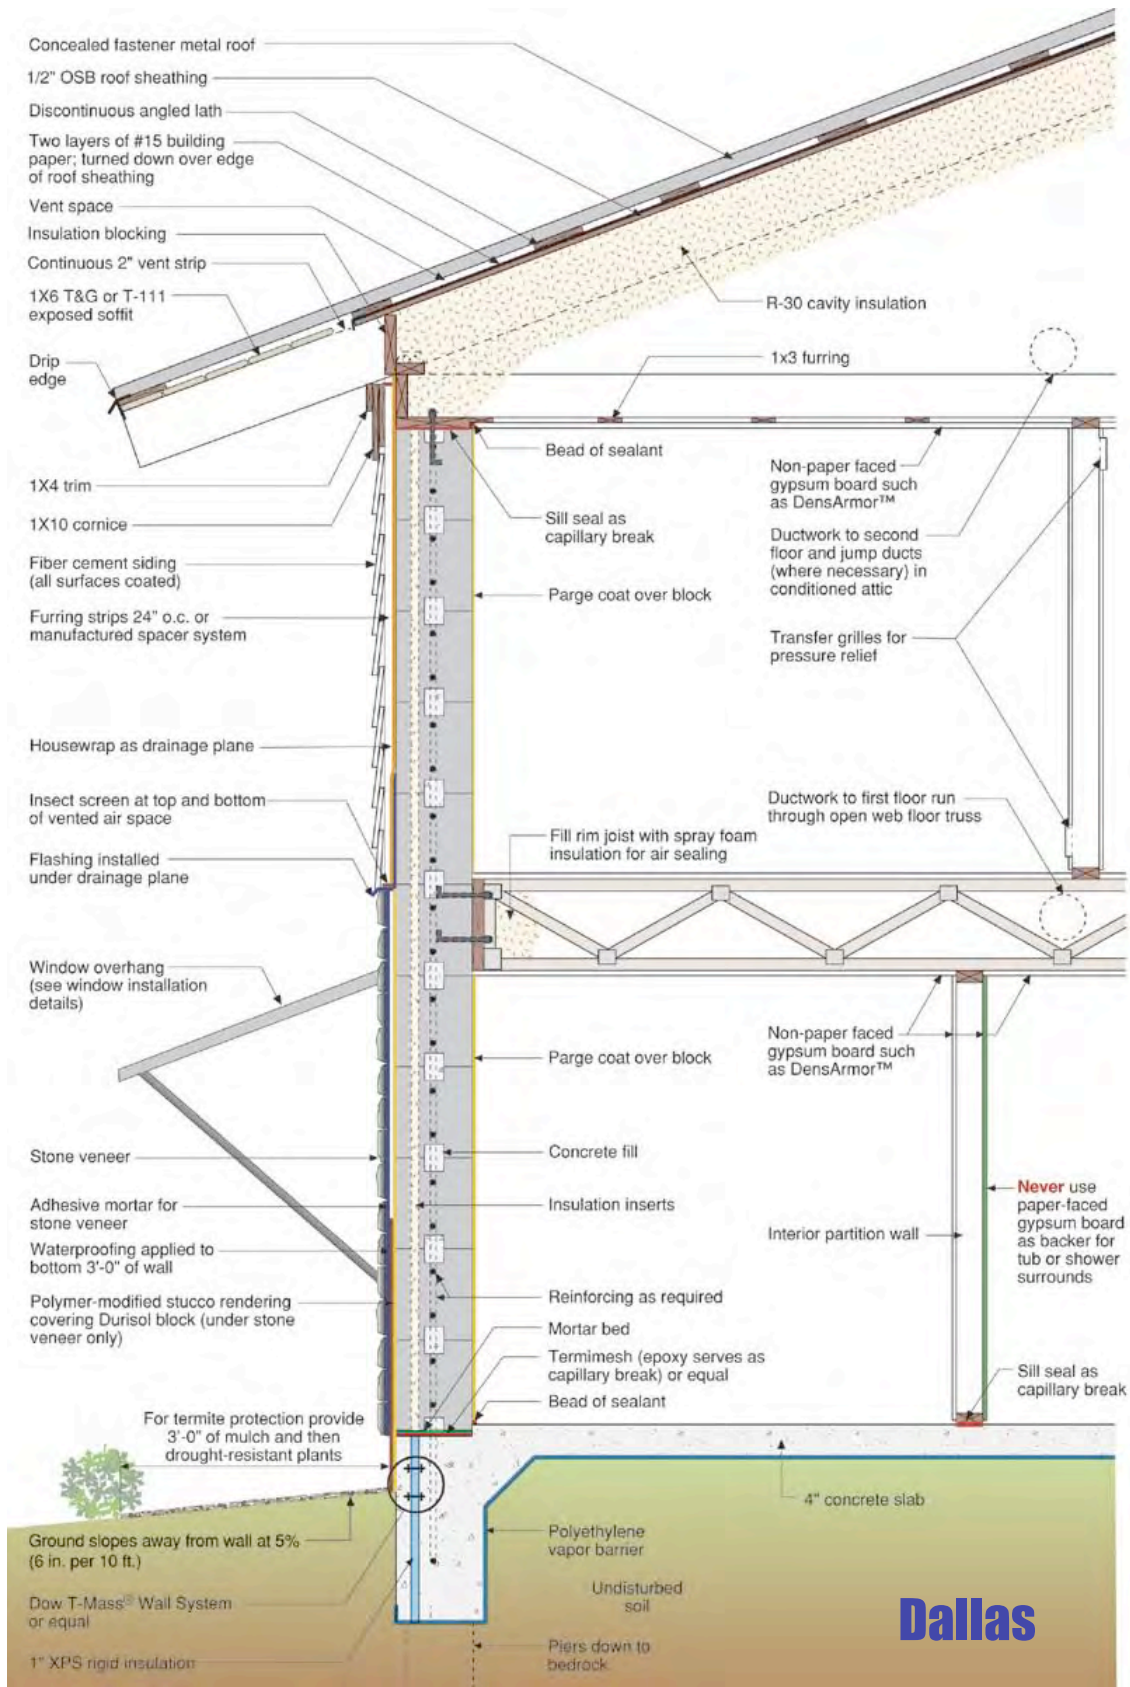 Concealed fastener metal roof
1/2" OSB roof sheathing
Discontinuous angled lath
Two layers of #15 building
paper; turned down over edge
of roof sheathing
Vent space
Insulation blocking
Continuous 2" vent strip
1X6 T&G or T-111
exposed soffit
Drip
edge
1X4 trim
1X10 cornice
Fiber cement siding
(all surfaces coated)
Furring strips 24" o.c. or
manufactured spacer system
Housewrap as drainage plane
Insect screen at top and bottom
of vented air space
Flashing installed
under drainage plane
Window overhang
(see window installation
details)
Stone veneer
Adhesive mortar for
stone veneer
Waterproofing applied to
bottom 3'-0" of wall
Polymer-modified stucco rendering
covering Durisol block (under stone
veneer only)
For termite protection provide
3'-0" of mulch and then
drought-resistant plants
Ground slopes away from wall at 5%
(6 in. per 10 ft.)
Dow T-Mass® Wall System
or equal
1" XPS rigid insulation
R-30 cavity insulation
1x3 furring
Bead of sealant
Sill seal as
capillary break
Parge coat over block
Non-paper faced
gypsum board such
as DensArmor™
Ductwork to second
floor and jump ducts
(where necessary) in
conditioned attic
Transfer grilles for
pressure relief
Ductwork to first floor run
through open web floor truss
Fill rim joist with spray foam
insulation for air sealing
Non-paper faced
gypsum board such
as DensArmor™
Parge coat over block
Concrete fill
Insulation inserts
Interior partition wall
Never use
paper-faced
gypsum board
as backer for
tub or shower
surrounds
Reinforcing as required
Mortar bed
Termimesh (epoxy serves as
capillary break) or equal
Bead of sealant
Sill seal as
capillary break
4" concrete slab
Polyethylene
vapor barrier
Undisturbed
soil
Piers down to
bedrock
Dallas